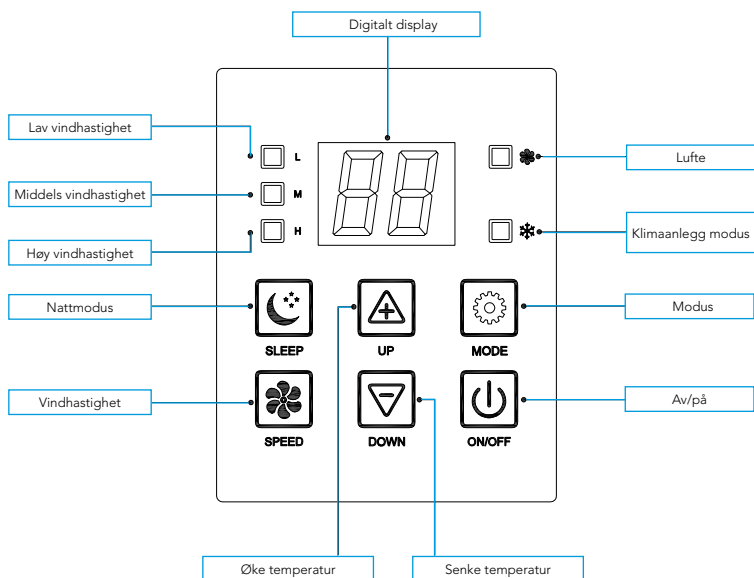 Digitalt display
Lav vindhastighet
L
Lufte
Middels vindhastighet
M
Høy vindhastighet
H
Klimaanlegg modus
Nattmodus
Modus
SLEEP
UP
MODE
Vindhastighet
Av/på
SPEED
DOWN
ON/OFF
Øke temperatur
Senke temperatur